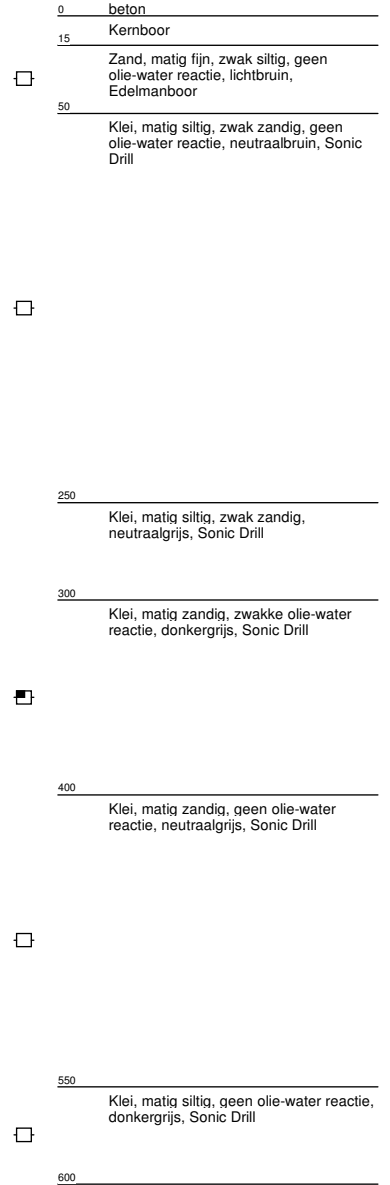 0 beton
Kernboor
15
Zand, matig fijn, zwak siltig, geen
olie-water reactie, lichtbruin,
Edelmanboor
50
Klei, matig siltig, zwak zandig, geen
olie-water reactie, neutraalbruin, Sonic
Drill
250
Klei, matig siltig, zwak zandig,
neutraalgrijs, Sonic Drill
300
Klei, matig zandig, zwakke olie-water
reactie, donkergrijs, Sonic Drill
400
Klei, matig zandig, geen olie-water
reactie, neutraalgrijs, Sonic Drill
550
Klei, matig siltig, geen olie-water reactie,
donkergrijs, Sonic Drill
600